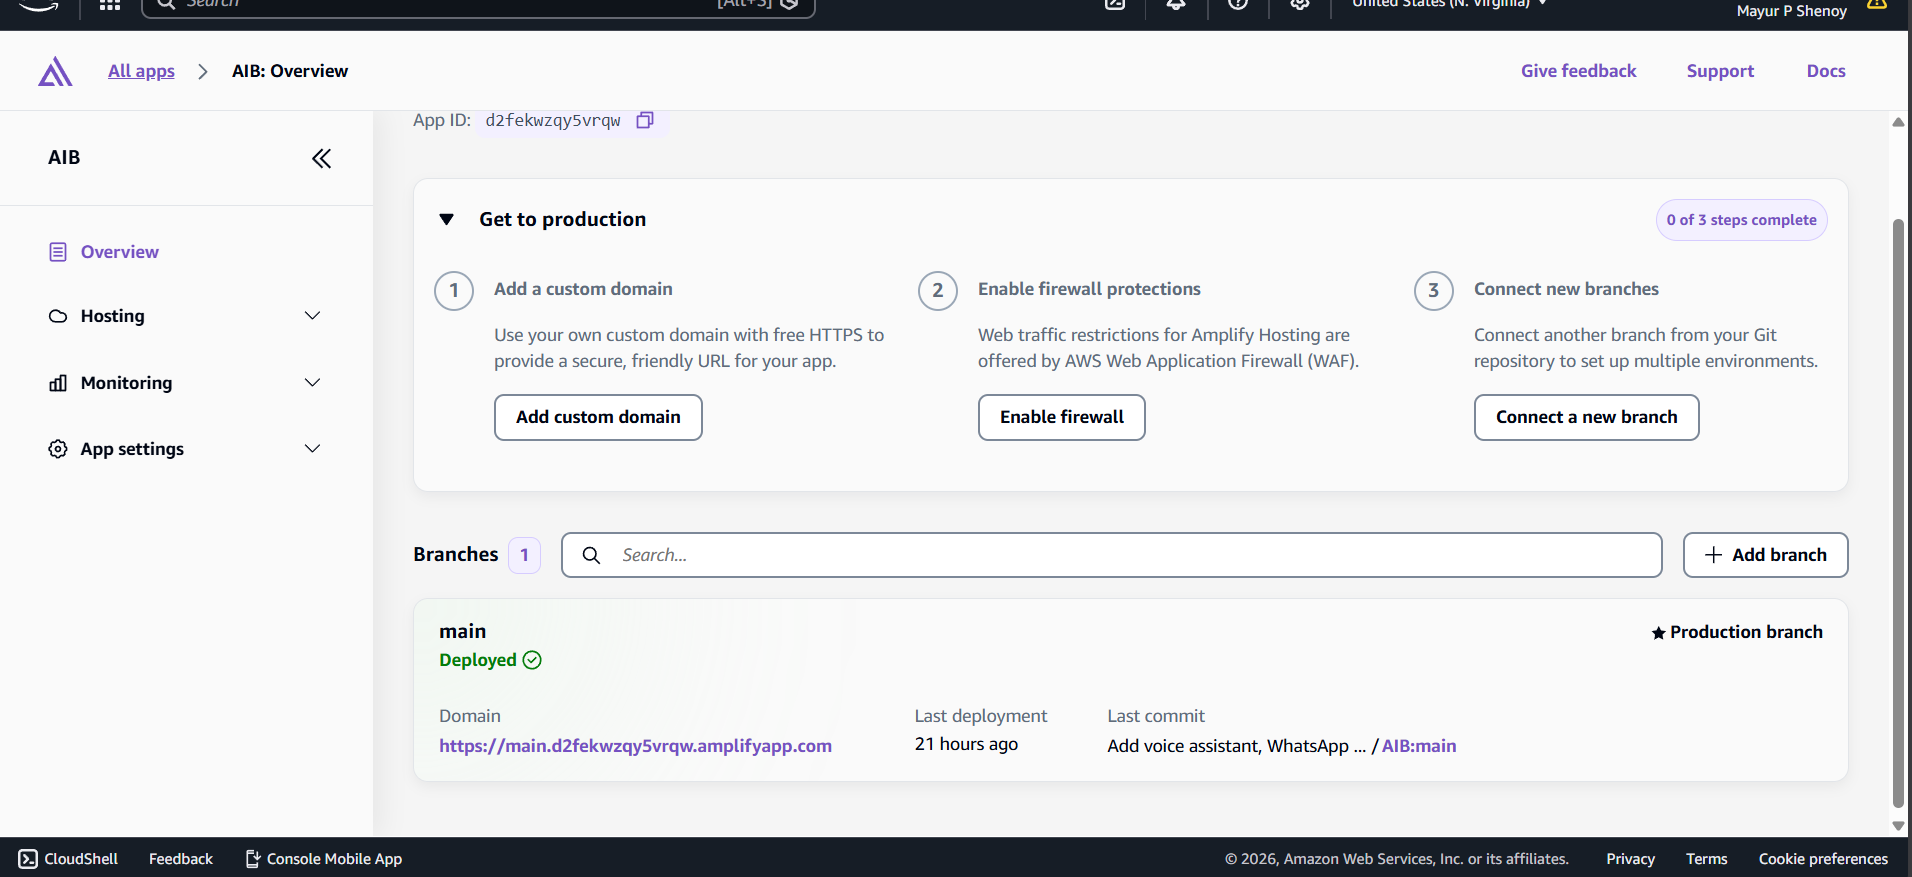 Search
[Alt+S]
United States (N. Virginia)
Mayur P Shenoy
All apps
AIB: Overview
Give feedback
Support
Docs
App ID: d2fekwzqy5vrqw
AIB
Overview
Hosting
Monitoring
App settings
Get to production
0 of 3 steps complete
1
Add a custom domain
Use your own custom domain with free HTTPS to
provide a secure, friendly URL for your app.
Add custom domain
2
Enable firewall protections
Web traffic restrictions for Amplify Hosting are
offered by AWS Web Application Firewall (WAF).
Enable firewall
3
Connect new branches
Connect another branch from your Git
repository to set up multiple environments.
Connect a new branch
Branches 1
Search...
Add branch
main
Production branch
Deployed
Domain
https://main.d2fekwzqy5vrqw.amplifyapp.com
Last deployment
21 hours ago
Last commit
Add voice assistant, WhatsApp ... / AIB:main
CloudShell
Feedback
Console Mobile App
© 2026, Amazon Web Services, Inc. or its affiliates.
Privacy
Terms
Cookie preferences